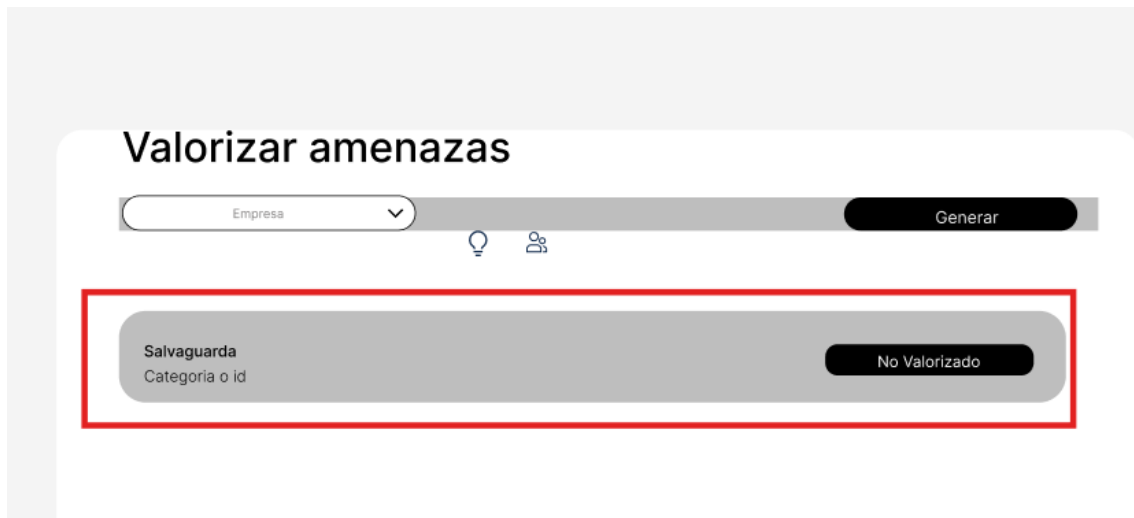 Valorizar amenazas
Empresa
Generar
Salvaguarda
Categoria o id
No Valorizado